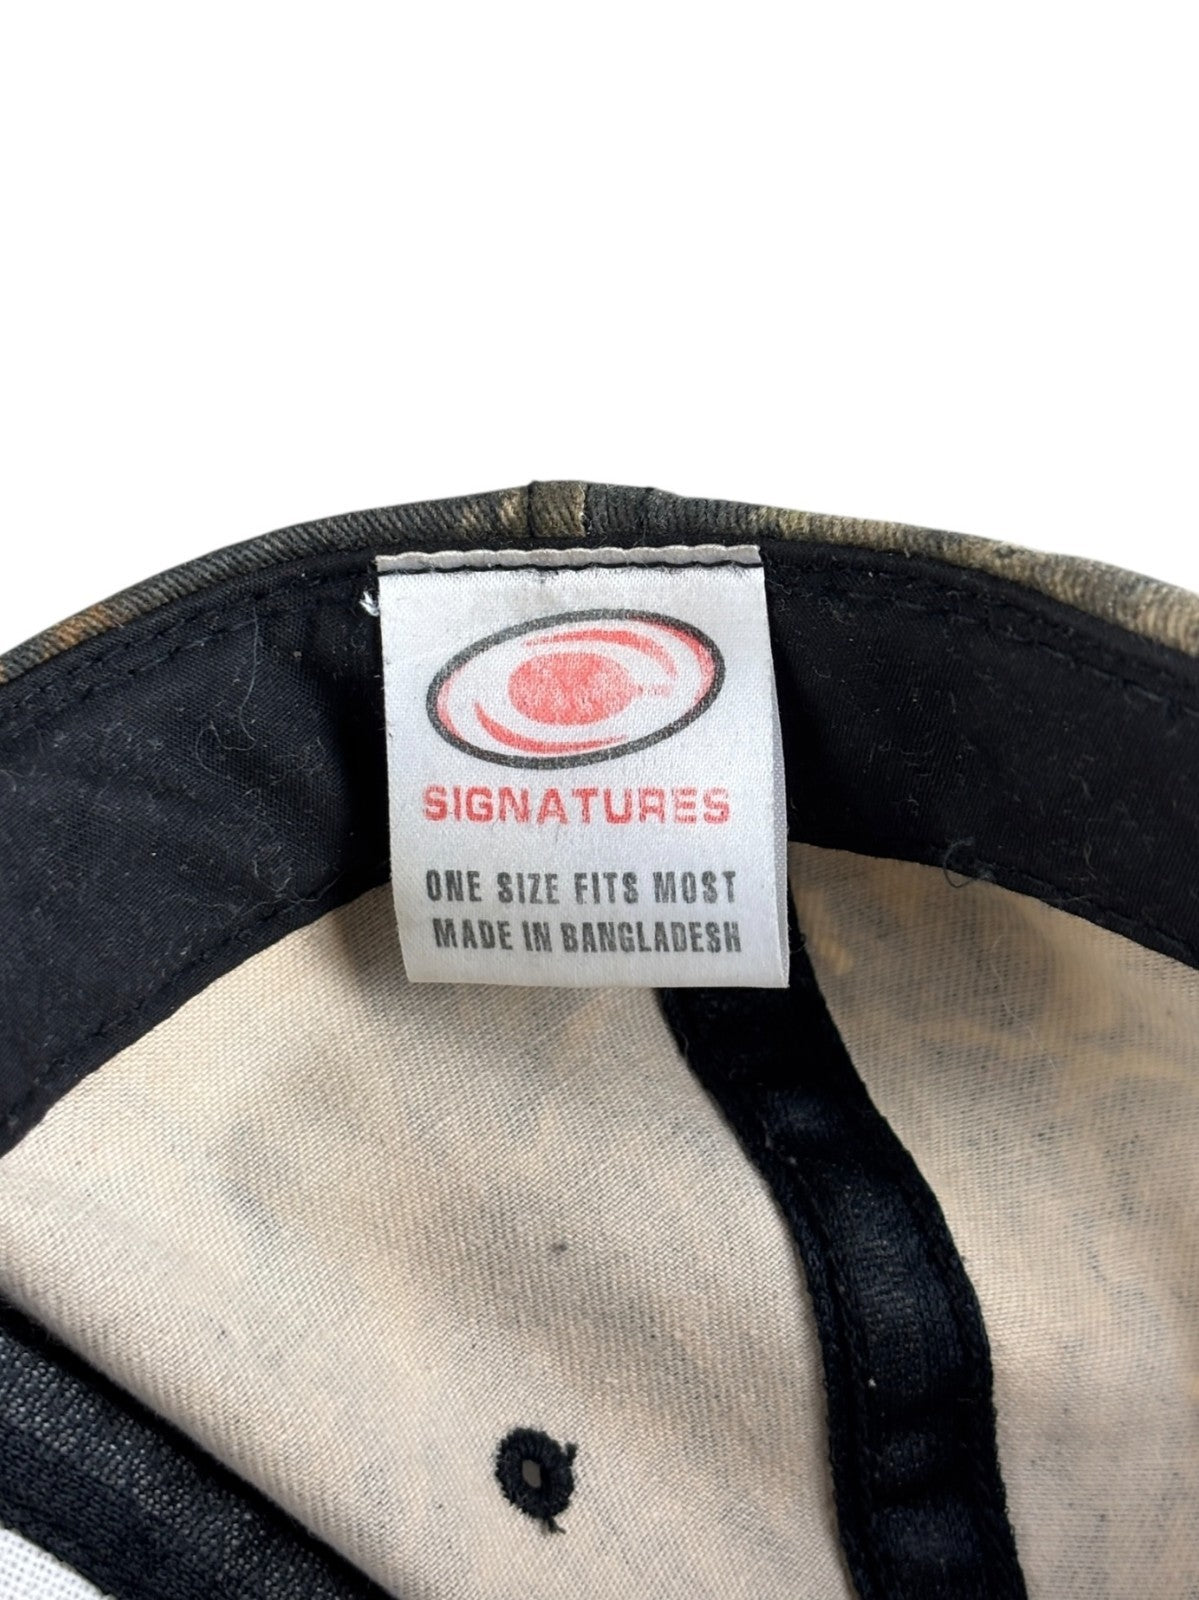 SIGNATURES
ONE SIZE FITS MOST
MADE IN BANGLADESH